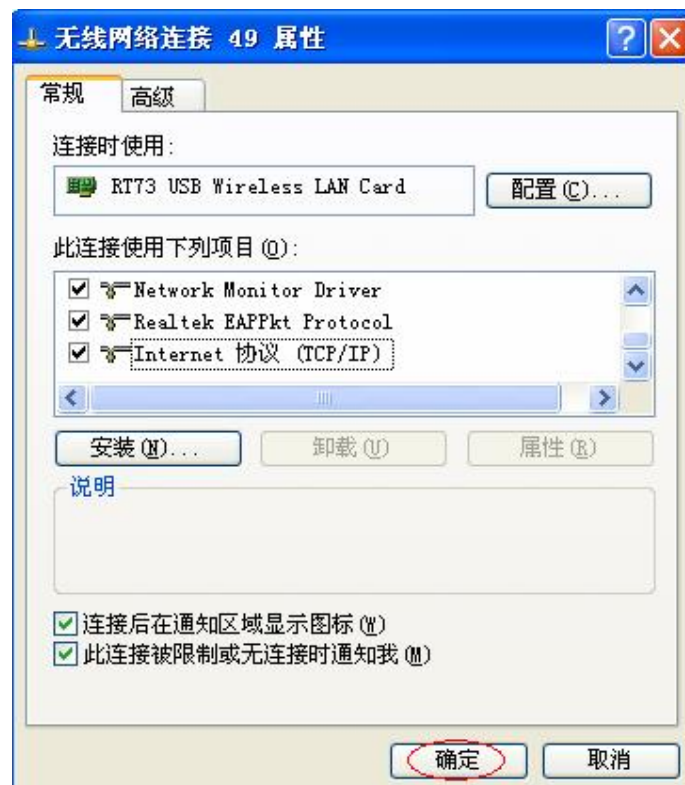 无线网络连接 49 属性
常规 高级
连接时使用:
RT73 USB Wireless LAN Card 配置(C)...
此连接使用下列项目(O):
Network Monitor Driver
Realtek EAPPkt Protocol
Internet 协议 (TCP/IP)
安装(N)... 卸载(U) 属性(R)
说明
连接后在通知区域显示图标(W)
此连接被限制或无连接时通知我(M)
确定 取消